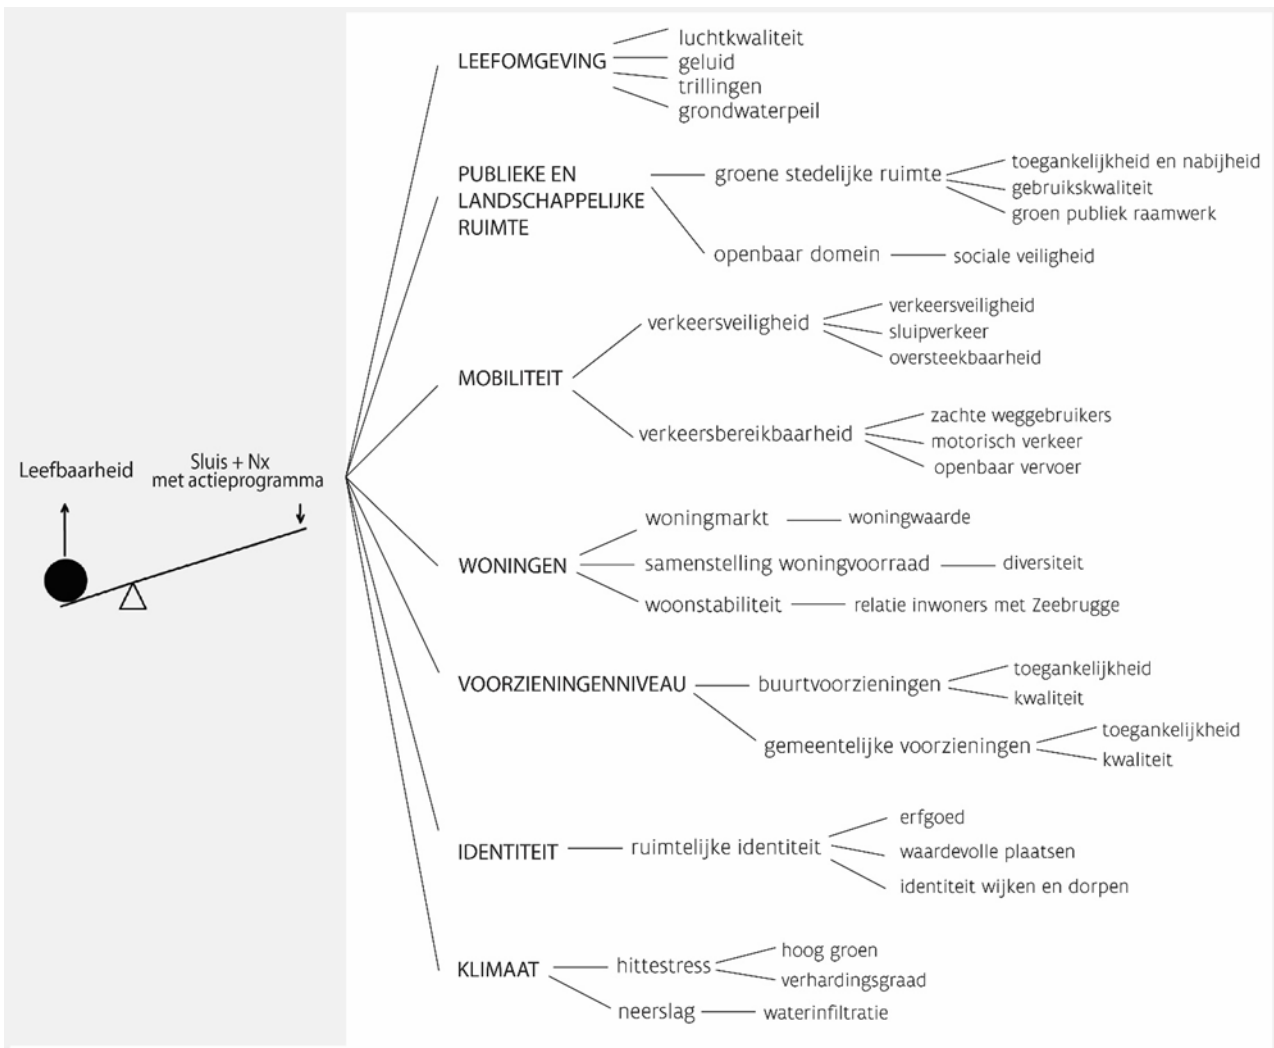 Leefbaarheid
Sluis + Nx
met actieprogramma
LEEFOMGEVING
luchtkwaliteit
geluid
trillingen
grondwaterpeil
PUBLIEKE EN
LANDSCHAPPELIJKE
RUIMTE
groene stedelijke ruimte
toegankelijkheid en nabijheid
gebruikskwaliteit
groen publiek raamwerk
openbaar domein
sociale veiligheid
MOBILITEIT
verkeersveiligheid
verkeersveiligheid
sluipverkeer
oversteekbaarheid
verkeersbereikbaarheid
zachte weggebruikers
motorisch verkeer
openbaar vervoer
WONINGEN
woningmarkt
woningwaarde
samenstelling woningvoorraad
diversiteit
woonstabiliteit
relatie inwoners met Zeebrugge
VOORZIENINGENNIVEAU
buurtvoorzieningen
toegankelijkheid
kwaliteit
gemeentelijke voorzieningen
toegankelijkheid
kwaliteit
IDENTITEIT
ruimtelijke identiteit
erfgoed
waardevolle plaatsen
identiteit wijken en dorpen
KLIMAAT
hittestress
hoog groen
verhardingsgraad
neerslag
waterinfiltratie